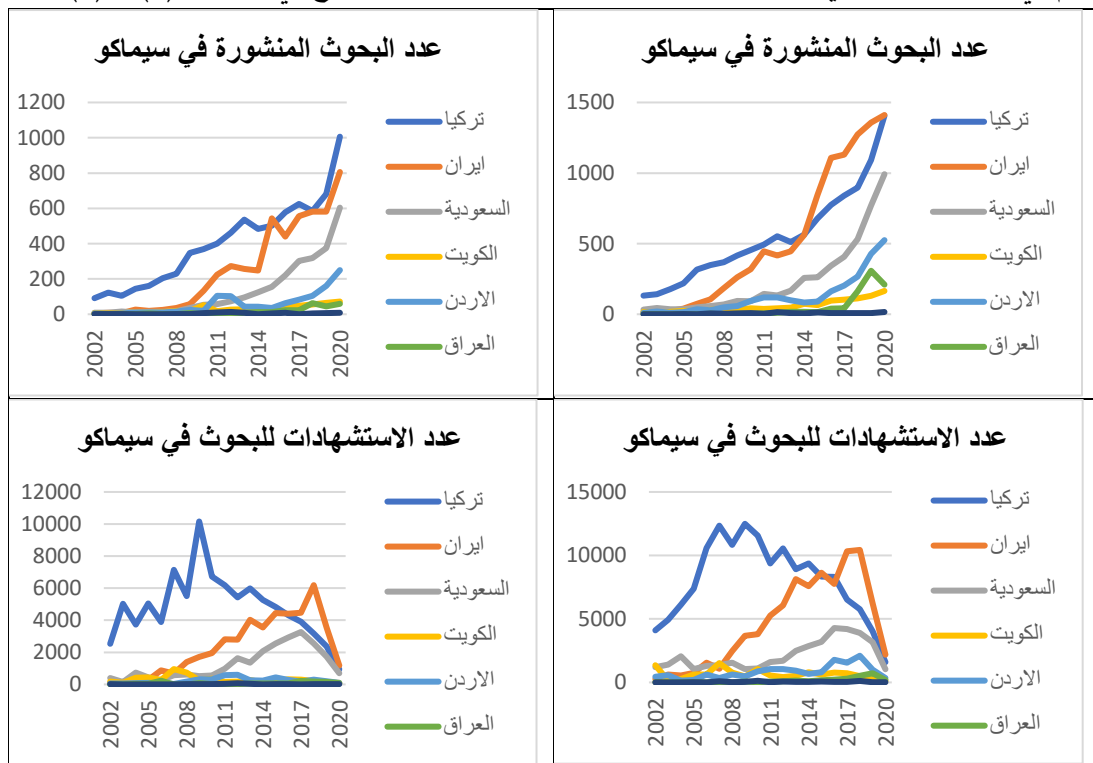 عدد البحوث المنشورة في سيماكو
1200
1000
800
600
400
200
0
2002
2005
2008
2011
2014
2017
2020
تركيا
ايران
السعودية
الكويت
الاردن
العراق
عدد البحوث المنشورة في سيماكو
1500
1000
500
0
2002
2005
2008
2011
2014
2017
2020
تركيا
ايران
السعودية
الكويت
الاردن
العراق
عدد الاستشهادات للبحوث في سيماكو
12000
10000
8000
6000
4000
2000
0
2002
2005
2008
2011
2014
2017
2020
تركيا
ايران
السعودية
الكويت
الاردن
العراق
عدد الاستشهادات للبحوث في سيماكو
15000
10000
5000
0
2002
2005
2008
2011
2014
2017
2020
تركيا
ايران
السعودية
الكويت
الاردن
العراق